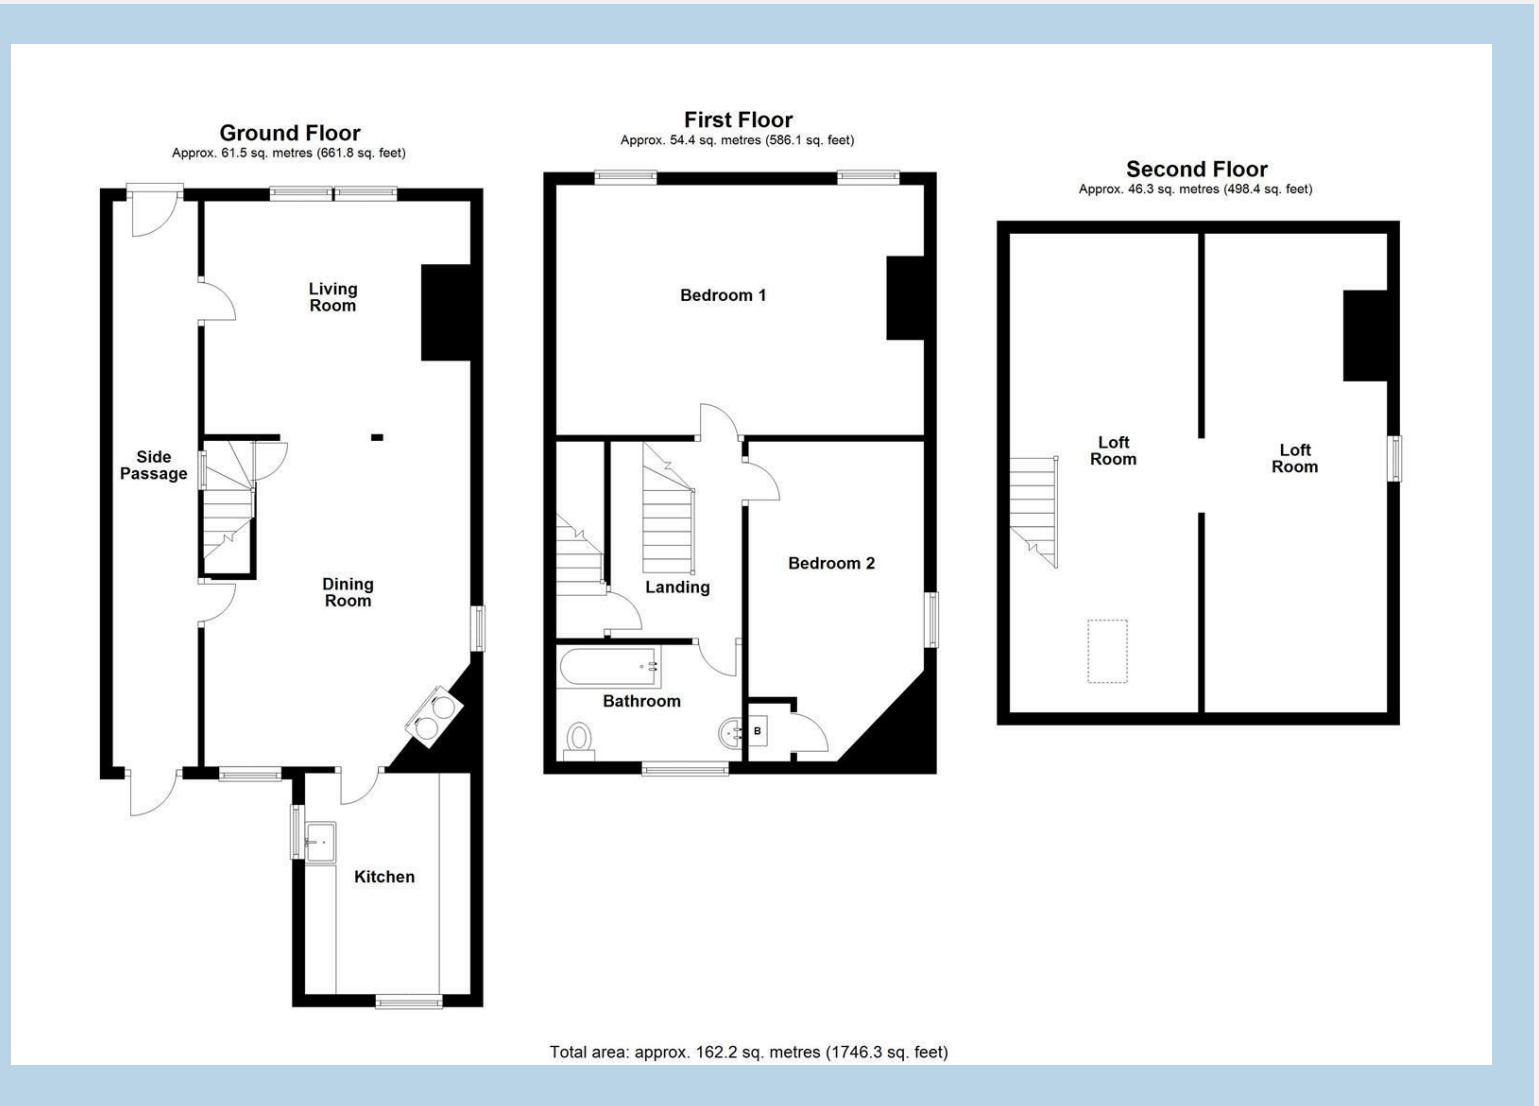 Ground Floor
Approx. 61.5 sq. metres (661.8 sq. feet)
Living
Room
Side
Passage
Dining
Room
Kitchen
First Floor
Approx. 54.4 sq. metres (586.1 sq. feet)
Bedroom 1
Bedroom 2
Landing
Bathroom
B
Second Floor
Approx. 46.3 sq. metres (498.4 sq. feet)
Loft
Room
Loft
Room
Total area: approx. 162.2 sq. metres (1746.3 sq. feet)